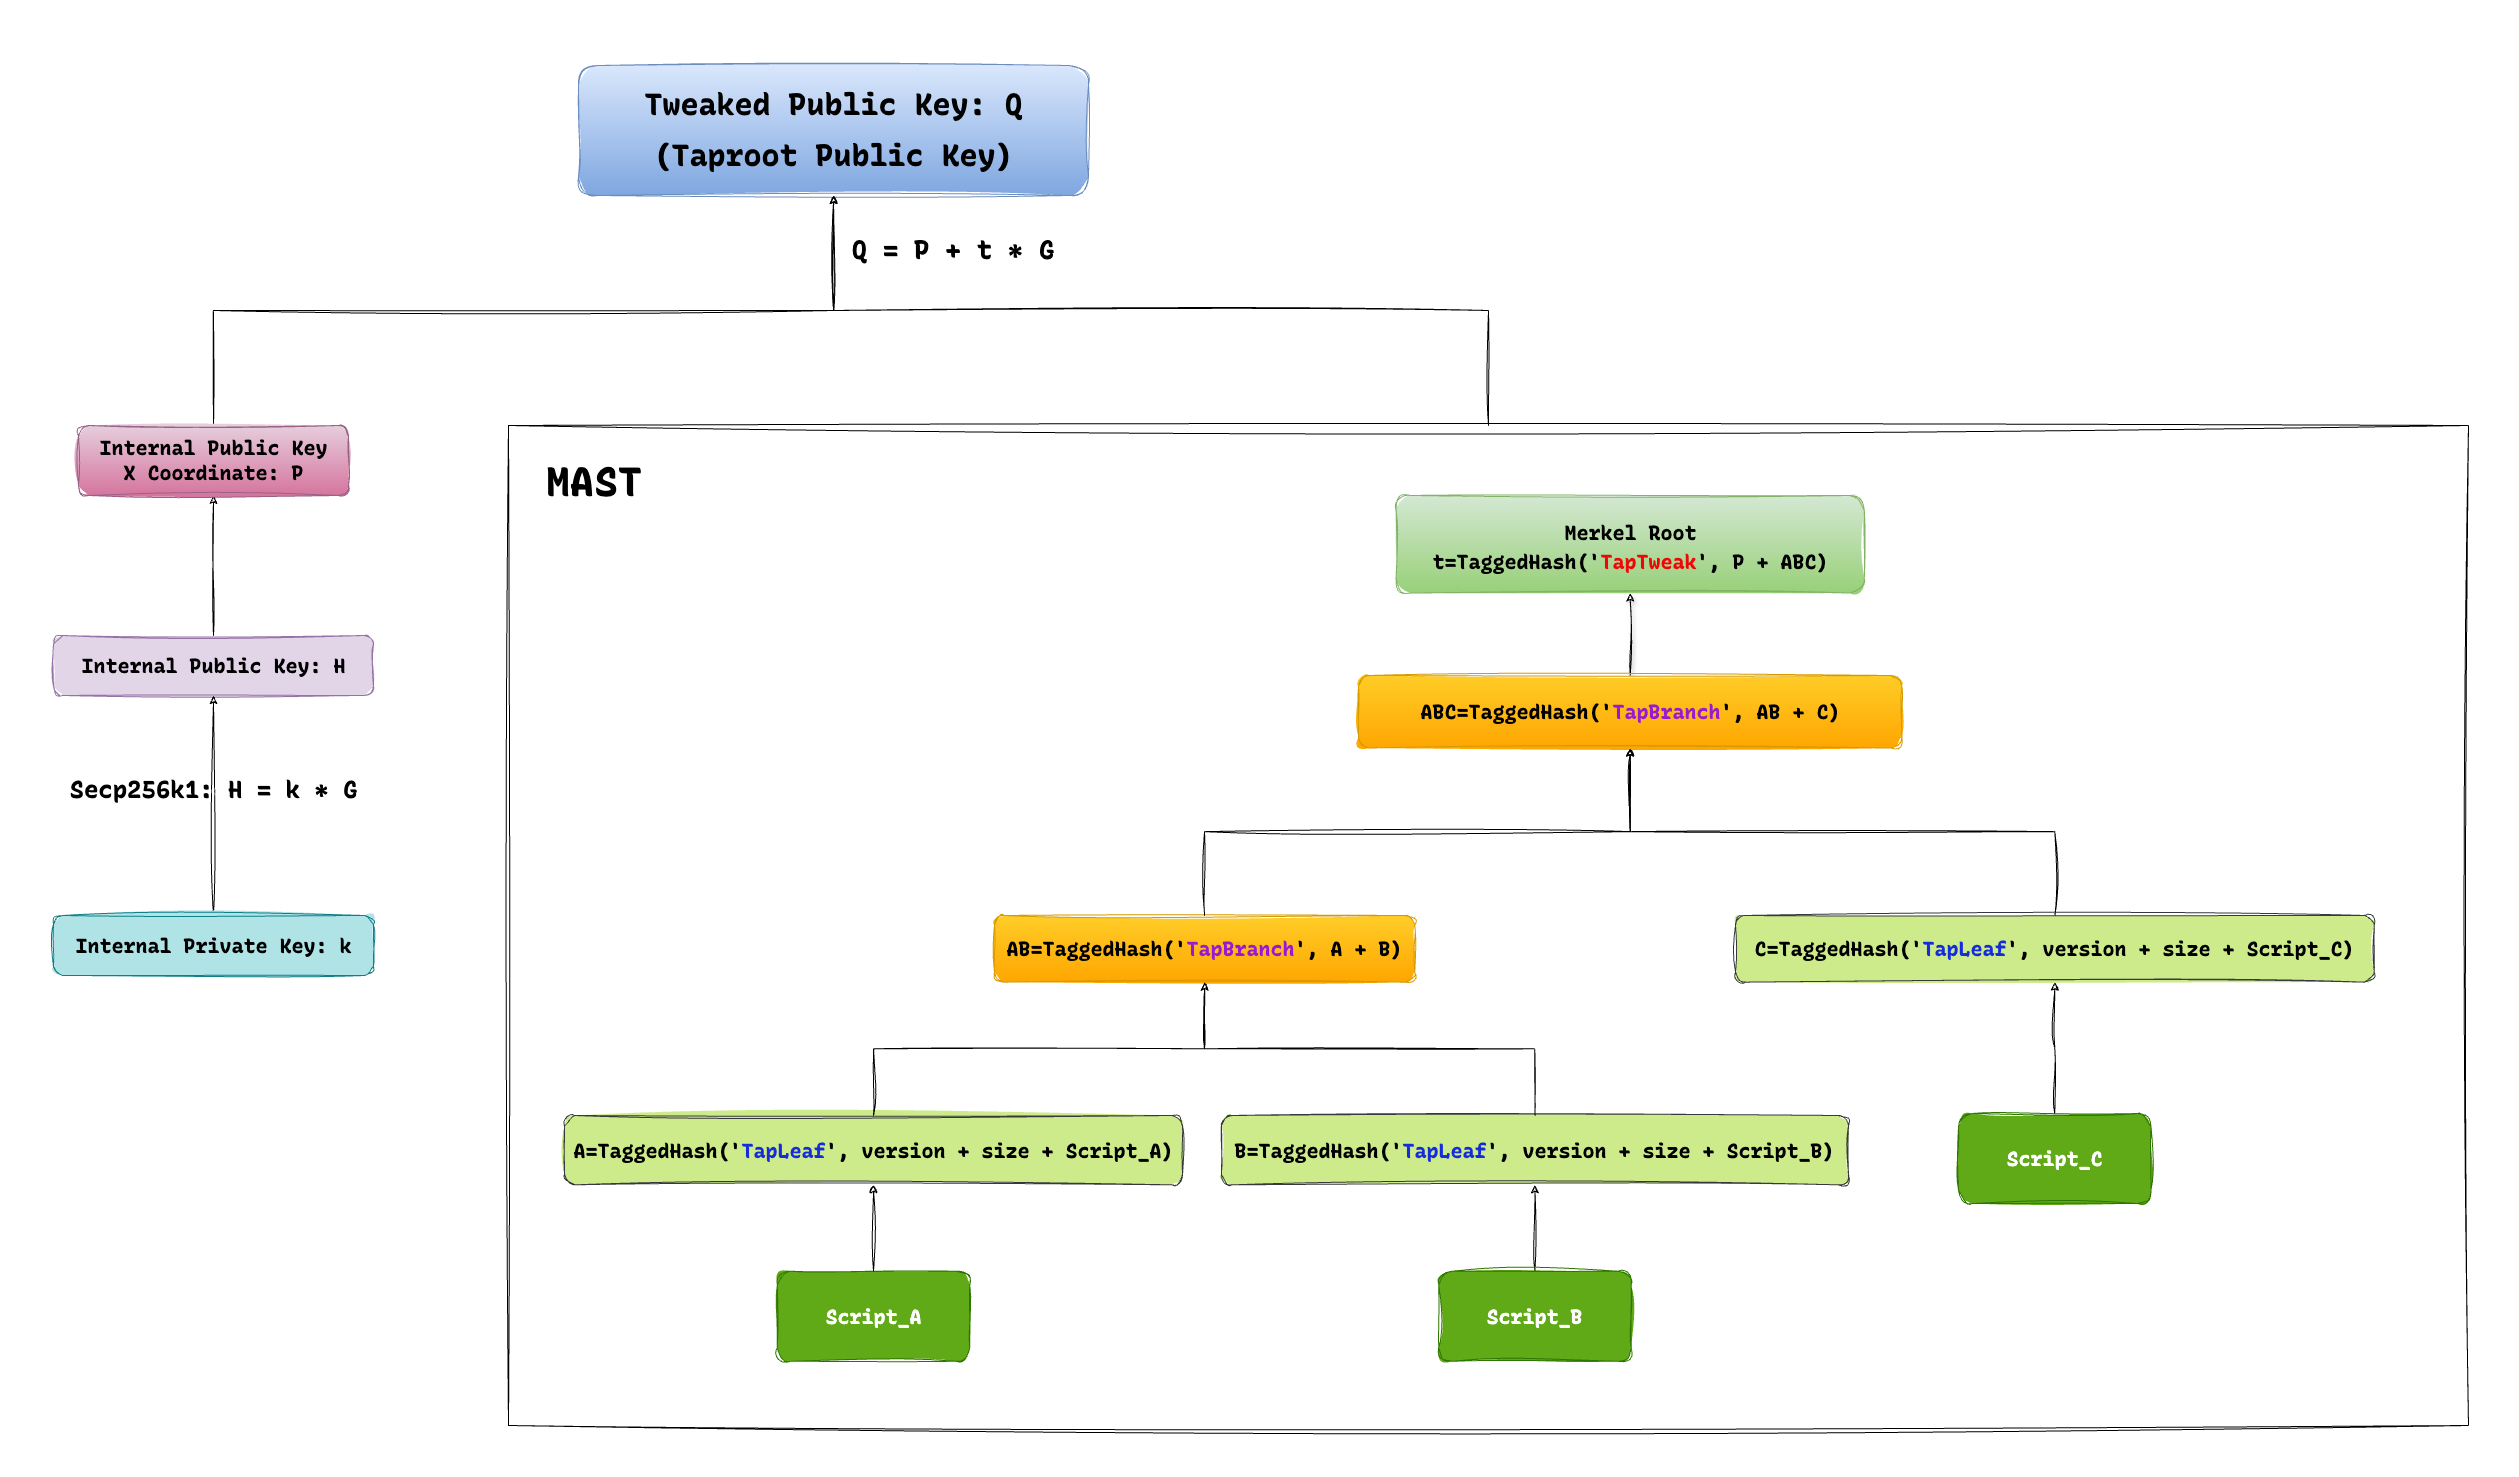 Tweaked Public Key: Q
(Taproot Public Key)
Q = P + t * G
Internal Public Key
X Coordinate: P
MAST
Merkel Root
t=TaggedHash('TapTweak', P + ABC)
Internal Public Key: H
ABC=TaggedHash('TapBranch', AB + C)
Secp256k1: H = k * G
Internal Private Key: k
AB=TaggedHash('TapBranch', A + B)
C=TaggedHash('TapLeaf', version + size + Script_C)
A=TaggedHash('TapLeaf', version + size + Script_A)
B=TaggedHash('TapLeaf', version + size + Script_B)
Script_C
Script_A
Script_B